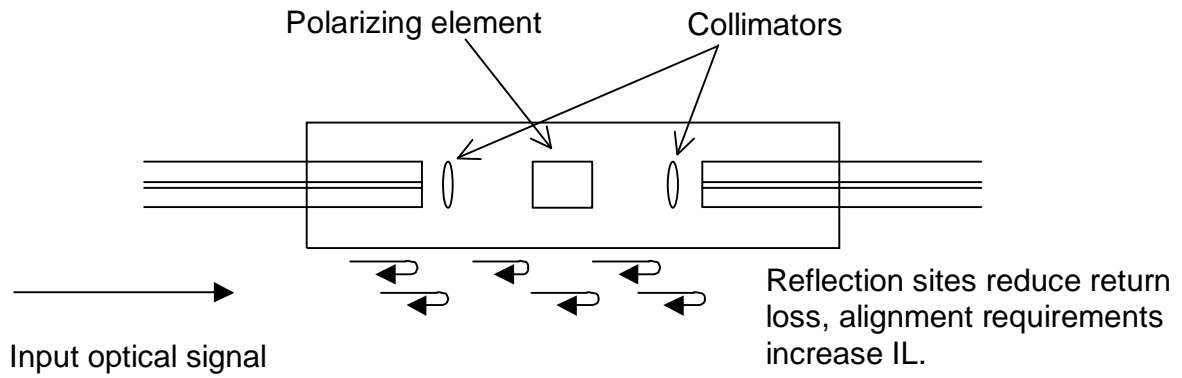 Polarizing element
Collimators
Reflection sites reduce return
loss, alignment requirements
increase IL.
Input optical signal